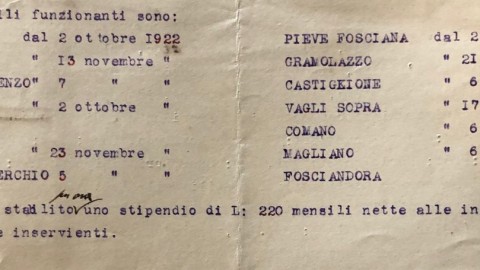 ili funzionanti sono:
dal 2 ottobre 1922 PIEVE FOSCIANA dal 2
" 13 novembre " GRAMOLAZZO " 21
ENZO" 7 " " CASTIGLIONE " 6
" 2 ottobre " VAGLI SOPRA " 17
COMANO " 6
" 23 novembre " MAGLIANO " 6
ERCHIO 5 " " FOSCIANDORA
stabilito uno stipendio di L: 220 mensili nette alle in
e inservienti.